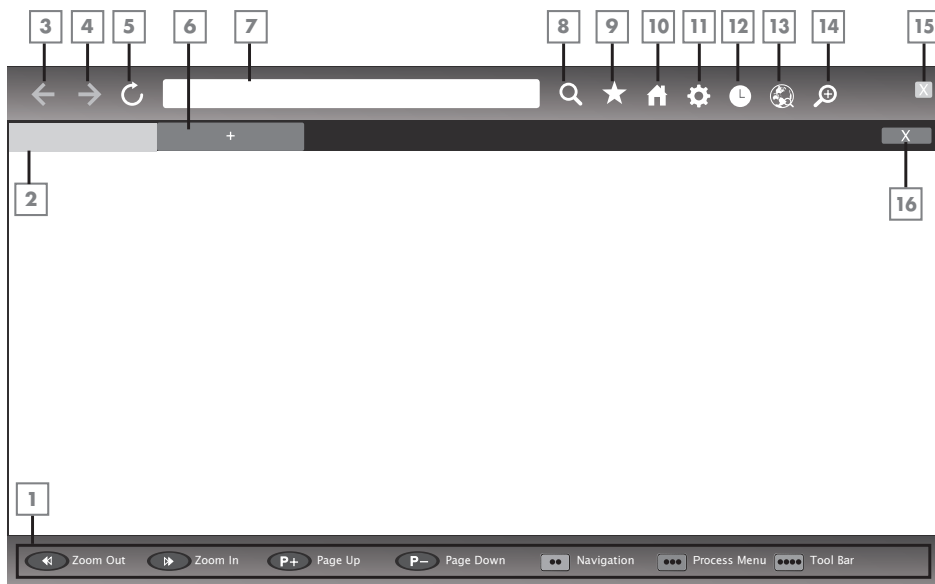 3 4 5 6 7 8 9 10 11 12 13 14 15
X
+ X
2 16
1
Zoom Out Zoom In P+ Page Up P− Page Down Navigation Process Menu Tool Bar